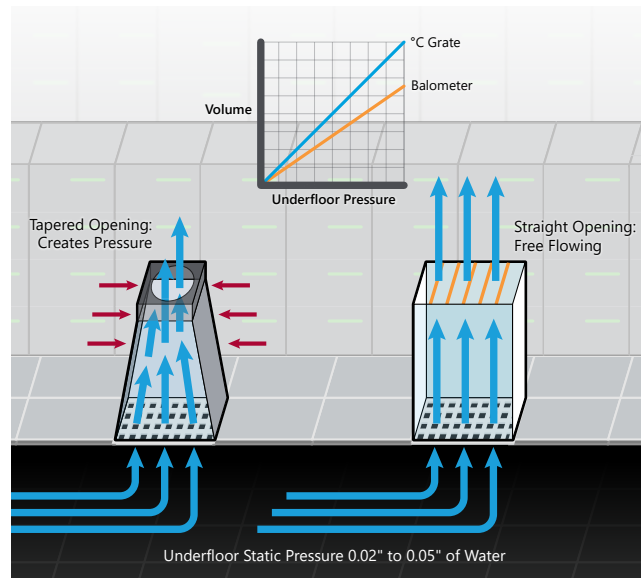 °C Grate
Balometer
Volume
Underfloor Pressure
Tapered Opening:
Creates Pressure
Straight Opening:
Free Flowing
Underfloor Static Pressure 0.02" to 0.05" of Water